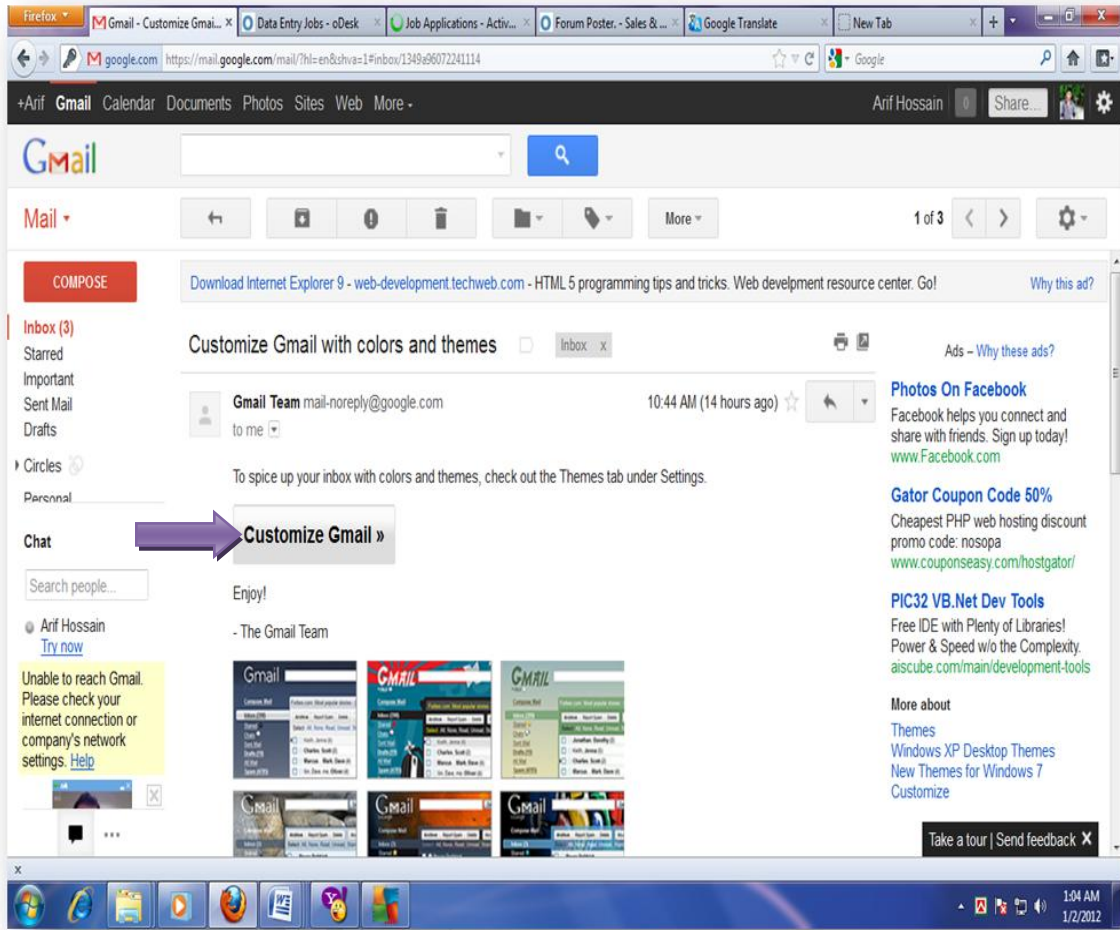 Firefox
Gmail - Customize Gmai... x
Data Entry Jobs - oDesk x
Job Applications - Activ... x
Forum Poster. - Sales & ... x
Google Translate x
New Tab x
+
google.com https://mail.google.com/mail/?hl=en&shva=1#inbox/1349a96072241114
Google
+Arif Gmail Calendar Documents Photos Sites Web More
Arif Hossain 0 Share...
Gmail
Mail
More
1 of 3
COMPOSE
Inbox (3)
Starred
Important
Sent Mail
Drafts
Circles
Personal
Chat
Search people...
Arif Hossain
Try now
Unable to reach Gmail.
Please check your
internet connection or
company's network
settings. Help
Download Internet Explorer 9 - web-development.techweb.com - HTML 5 programming tips and tricks. Web develpment resource center. Go!
Why this ad?
Customize Gmail with colors and themes
Inbox x
Gmail Team mail-noreply@google.com
10:44 AM (14 hours ago)
to me
To spice up your inbox with colors and themes, check out the Themes tab under Settings.
Customize Gmail »
Enjoy!
- The Gmail Team
Gmail
GMAIL
GMAIL
Gmail
Gmail
Gmail
Ads – Why these ads?
Photos On Facebook
Facebook helps you connect and
share with friends. Sign up today!
www.Facebook.com
Gator Coupon Code 50%
Cheapest PHP web hosting discount
promo code: nosopa
www.couponseasy.com/hostgator/
PIC32 VB.Net Dev Tools
Free IDE with Plenty of Libraries!
Power & Speed w/o the Complexity.
aiscube.com/main/development-tools
More about
Themes
Windows XP Desktop Themes
New Themes for Windows 7
Customize
Take a tour | Send feedback X
x
1:04 AM
1/2/2012